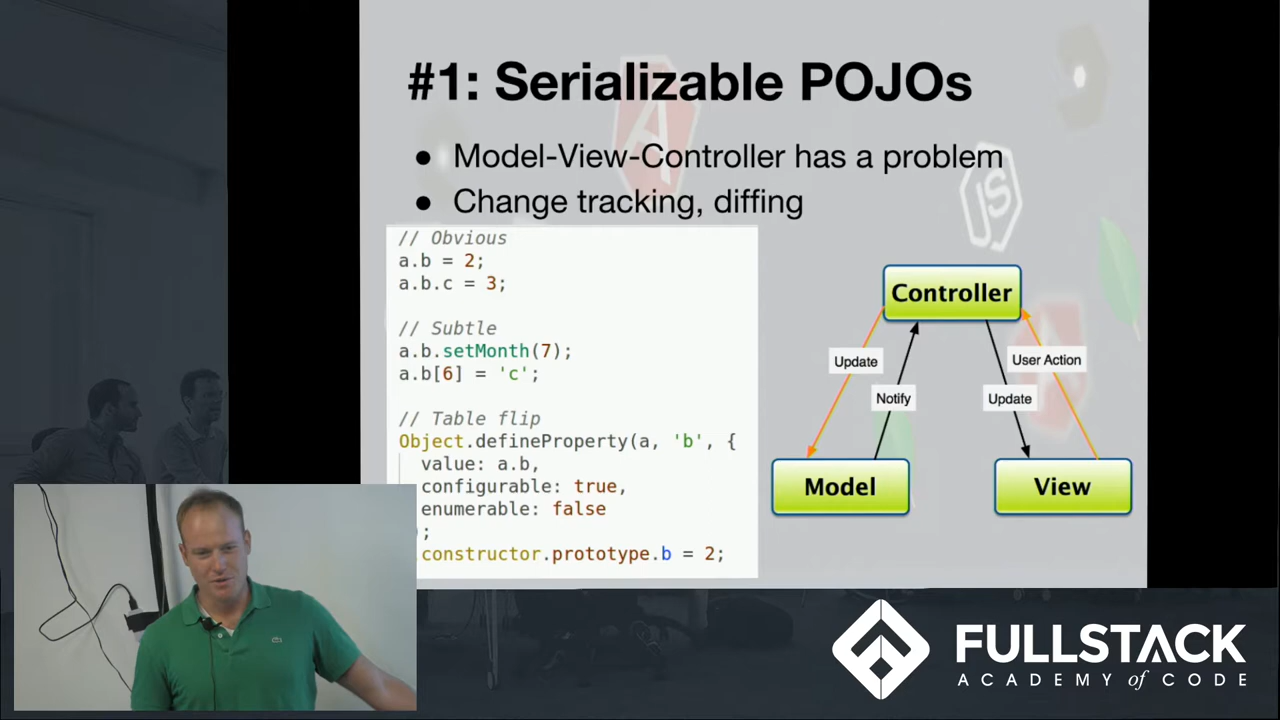 #1: Serializable POJOs
● Model-View-Controller has a problem
● Change tracking, diffing
// Obvious
a.b = 2;
a.b.c = 3;
// Subtle
a.b.setMonth(7);
a.b[6] = 'c';
// Table flip
Object.defineProperty(a, 'b', {
value: a.b,
configurable: true,
enumerable: false
;
constructor.prototype.b = 2;
Controller
Update
User Action
Notify
Update
Model
View
JS
FULLSTACK
ACADEMY of CODE